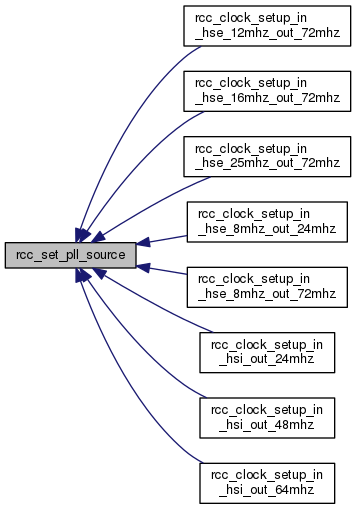 rcc_clock_setup_in
_hse_12mhz_out_72mhz
rcc_clock_setup_in
_hse_16mhz_out_72mhz
rcc_clock_setup_in
_hse_25mhz_out_72mhz
rcc_clock_setup_in
_hse_8mhz_out_24mhz
rcc_set_pll_source
rcc_clock_setup_in
_hse_8mhz_out_72mhz
rcc_clock_setup_in
_hsi_out_24mhz
rcc_clock_setup_in
_hsi_out_48mhz
rcc_clock_setup_in
_hsi_out_64mhz